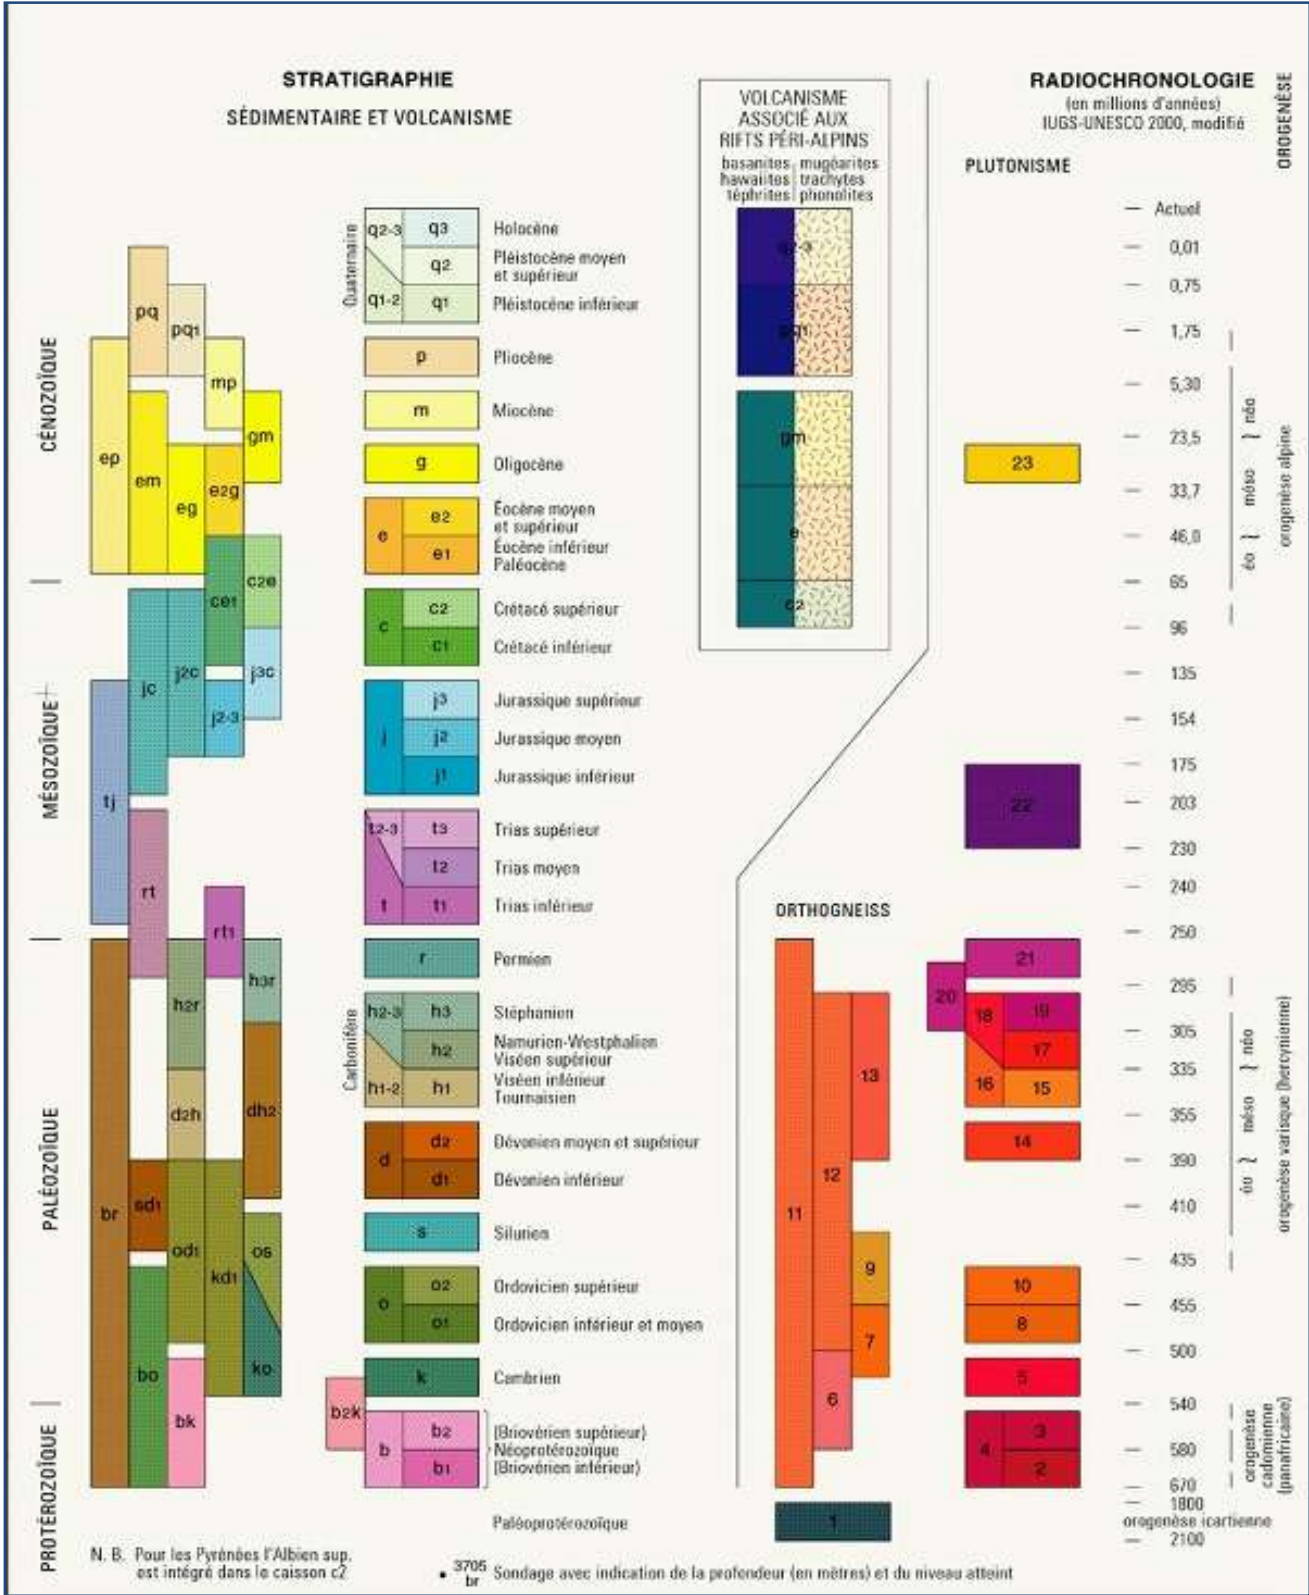 STRATIGRAPHIE
SÉDIMENTAIRE ET VOLCANISME
VOLCANISME
ASSOCIÉ AUX
RIFTS PÉRI-ALPINS
basanites mugéarites
hawaiites trachytes
téphrites phonolites
q2-3
pq1
gm
e
c2
RADIOCHRONOLOGIE
(en millions d'années)
IUGS-UNESCO 2000, modifié
PLUTONISME
OROGENÈSE
CÉNOZOÏQUE
MÉSOZOÏQUE
PALÉOZOÏQUE
PROTÉROZOÏQUE
pq
pq1
mp
gm
ep
em
eg
e2g
c2e
ce1
jc
j2c
j3c
j2-3
tj
rt
rt1
h2r
h3r
d2h
dh2
br
sd1
od1
kd1
os
bo
ko
bk
Quaternaire
q2-3 q3 Holocène
q2 Pléistocène moyen
et supérieur
q1-2 q1 Pléistocène inférieur
p Pliocène
m Miocène
g Oligocène
e
e2 Éocène moyen
et supérieur
e1 Éocène inférieur
Paléocène
c
c2 Crétacé supérieur
c1 Crétacé inférieur
j
j3 Jurassique supérieur
j2 Jurassique moyen
j1 Jurassique inférieur
t2-3 t3 Trias supérieur
t2 Trias moyen
t t1 Trias inférieur
r Permien
Carbonifère
h2-3 h3 Stéphanien
h2 Namurien-Westphalien
Viséen supérieur
h1-2 h1 Viséen inférieur
Tournaisien
d
d2 Dévonien moyen et supérieur
d1 Dévonien inférieur
s Silurien
o
o2 Ordovicien supérieur
o1 Ordovicien inférieur et moyen
k Cambrien
b2k
b
b2 (Briovérien supérieur)
Néoprotérozoïque
b1 (Briovérien inférieur)
Paléoprotérozoïque
ORTHOGNEISS
11
12
13
9
7
6
1
23
22
21
20
18
19
17
16
15
14
10
8
5
4
3
2
Actuel
0,01
0,75
1,75
5,30
23,5
33,7
46,0
65
96
135
154
175
203
230
240
250
295
305
335
355
390
410
435
455
500
540
580
670
1800
orogenèse icartienne
2100
éo
méso
néo
orogenèse alpine
éo
méso
néo
orogenèse varisque (hercynienne)
orogenèse
cadomienne
(panafricaine)
N. B. Pour les Pyrénées l'Albien sup.
est intégré dans le caisson c2
3705
br
Sondage avec indication de la profondeur (en mètres) et du niveau atteint